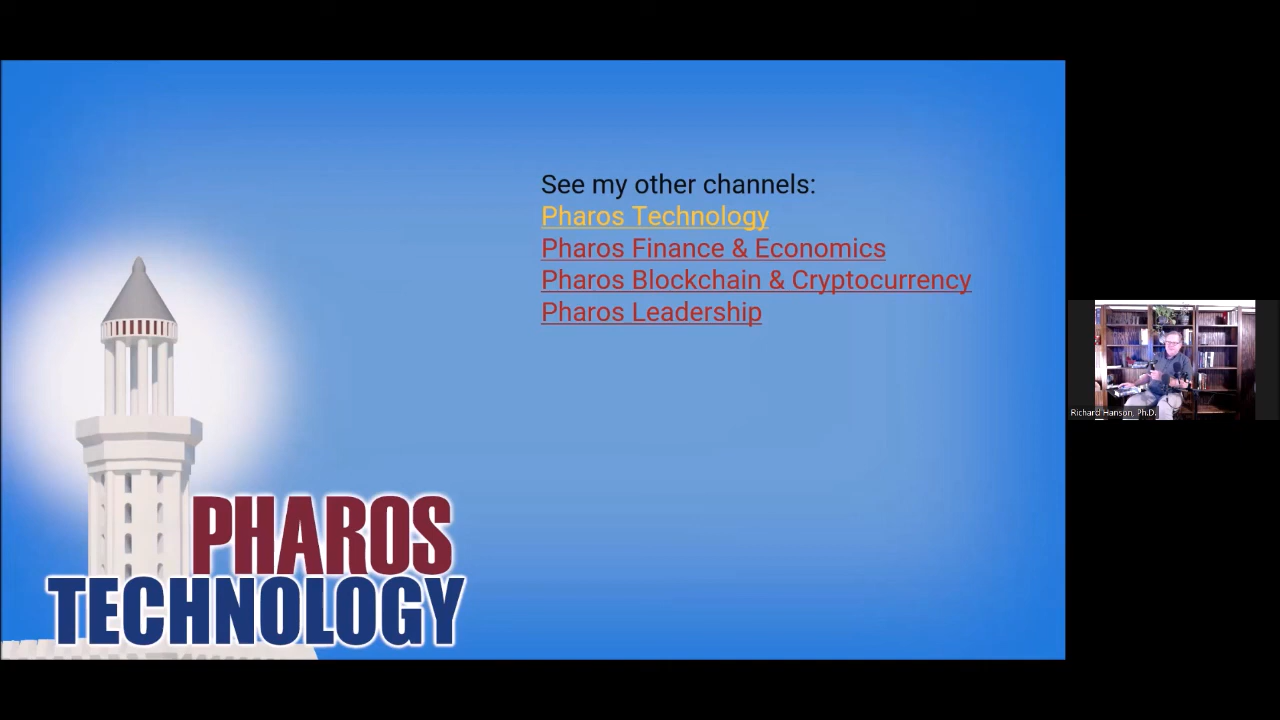 See my other channels:
Pharos Technology
Pharos Finance & Economics
Pharos Blockchain & Cryptocurrency
Pharos Leadership
PHAROS
TECHNOLOGY
Richard Hanson, Ph.D.